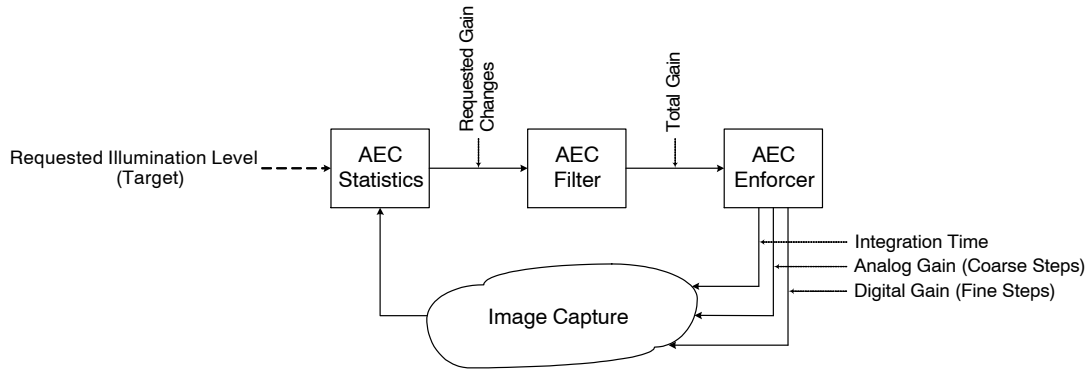 Requested Gain
Changes
Total Gain
Requested Illumination Level
(Target)
AEC
Statistics
AEC
Filter
AEC
Enforcer
Integration Time
Analog Gain (Coarse Steps)
Digital Gain (Fine Steps)
Image Capture